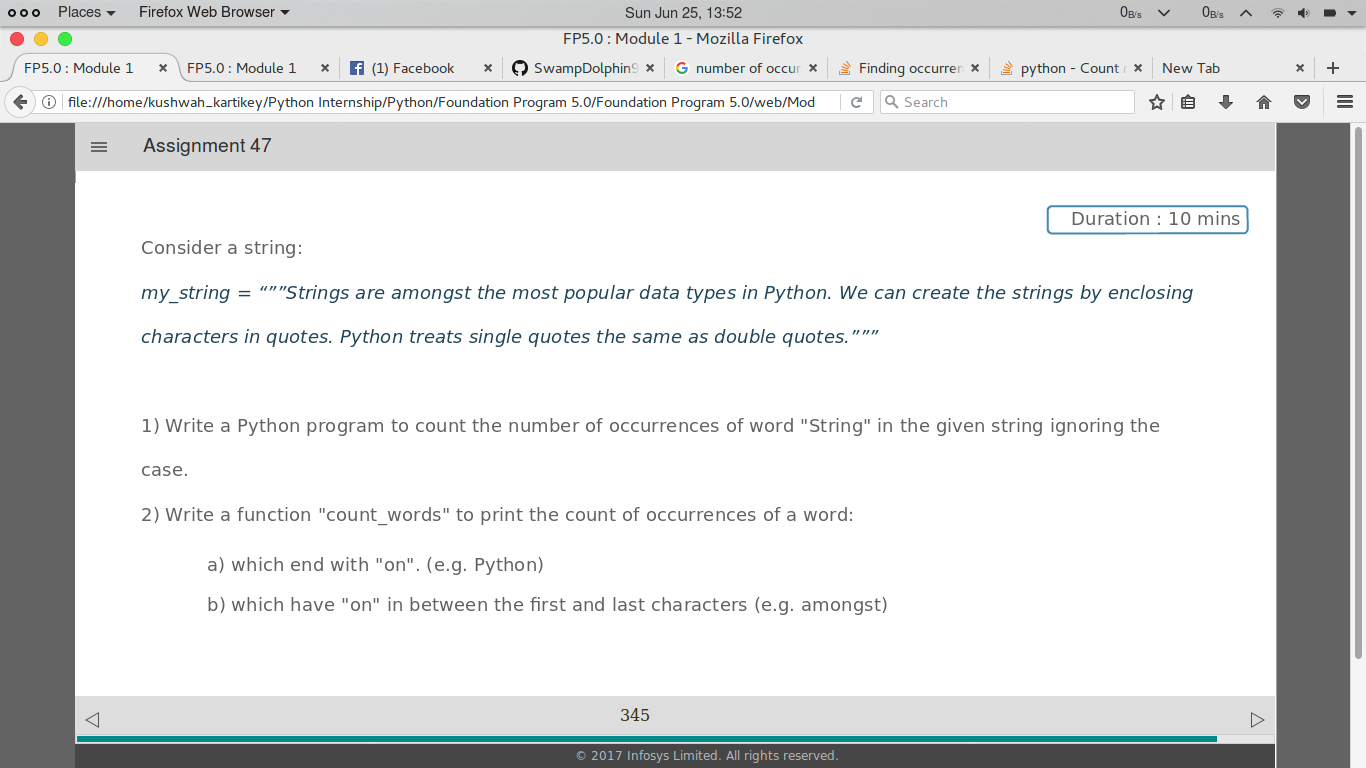 Places Firefox Web Browser Sun Jun 25, 13:52 0B/s 0B/s
FP5.0 : Module 1 - Mozilla Firefox
FP5.0 : Module 1 FP5.0 : Module 1 (1) Facebook SwampDolphin9 number of occur Finding occurren python - Count New Tab
file:///home/kushwah_kartikey/Python Internship/Python/Foundation Program 5.0/Foundation Program 5.0/web/Mod Search
Assignment 47
Duration : 10 mins
Consider a string:
my_string = “””Strings are amongst the most popular data types in Python. We can create the strings by enclosing
characters in quotes. Python treats single quotes the same as double quotes.”””
1) Write a Python program to count the number of occurrences of word "String" in the given string ignoring the
case.
2) Write a function "count_words" to print the count of occurrences of a word:
a) which end with "on". (e.g. Python)
b) which have "on" in between the first and last characters (e.g. amongst)
345
© 2017 Infosys Limited. All rights reserved.